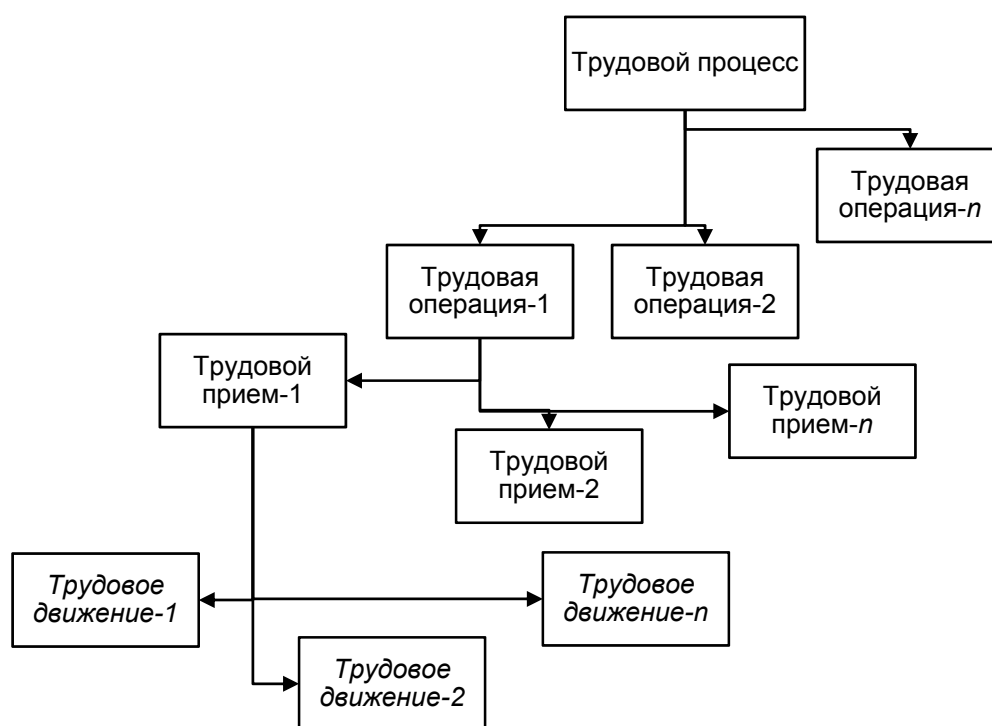 Трудовой процесс
Трудовая
операция-n
Трудовая
операция-1
Трудовая
операция-2
Трудовой
прием-1
Трудовой
прием-n
Трудовой
прием-2
Трудовое
движение-1
Трудовое
движение-n
Трудовое
движение-2